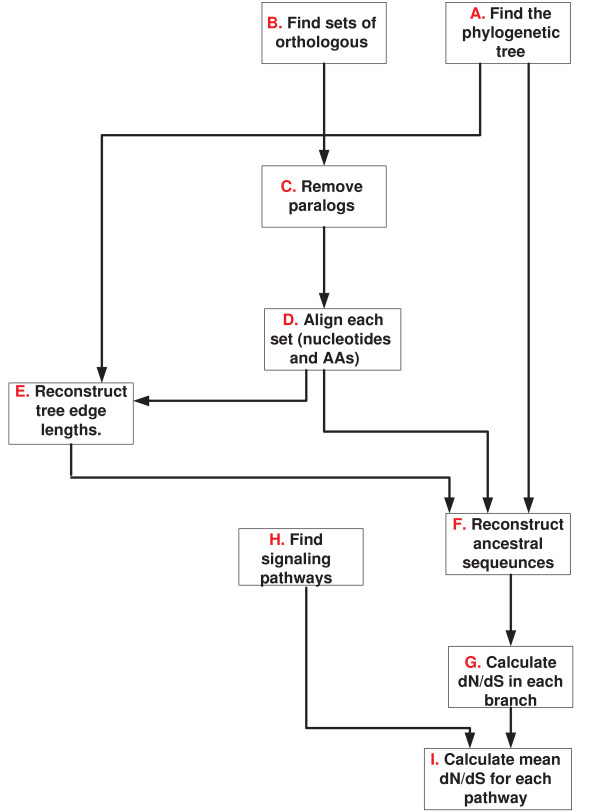 B. Find sets of
orthologous
A. Find the
phylogenetic
tree
C. Remove
paralogs
D. Align each
set (nucleotides
and AAs)
E. Reconstruct
tree edge
lengths.
F. Reconstruct
ancestral
sequeunces
H. Find
signaling
pathways
G. Calculate
dN/dS in each
branch
I. Calculate mean
dN/dS for each
pathway